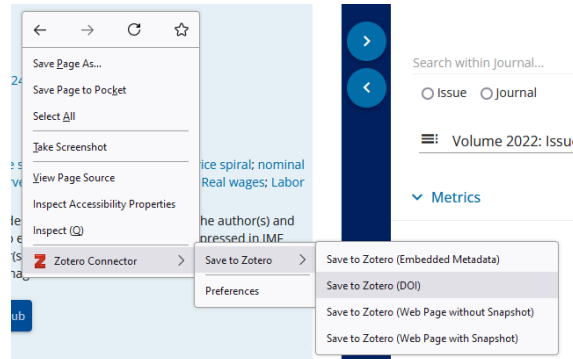 Save Page As...
Save Page to Pocket
Select All
Take Screenshot
View Page Source
Inspect Accessibility Properties
Inspect (Q)
Zotero Connector
Save to Zotero
Preferences
Save to Zotero (Embedded Metadata)
Save to Zotero (DOI)
Save to Zotero (Web Page without Snapshot)
Save to Zotero (Web Page with Snapshot)
24
rice spiral; nominal
Real wages; Labor
he author(s) and
pressed in IMF
ub
Search within Journal...
Issue Journal
Volume 2022: Issue
Metrics